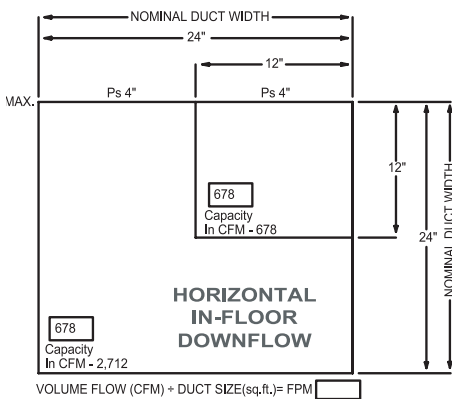 NOMINAL DUCT WIDTH
24"
12"
Ps 4" Ps 4"
MAX.
12"
24"
NOMINAL DUCT WIDTH
678
Capacity
In CFM - 678
HORIZONTAL
IN-FLOOR
DOWNFLOW
678
Capacity
In CFM - 2,712
VOLUME FLOW (CFM) ÷ DUCT SIZE(sq.ft.)= FPM